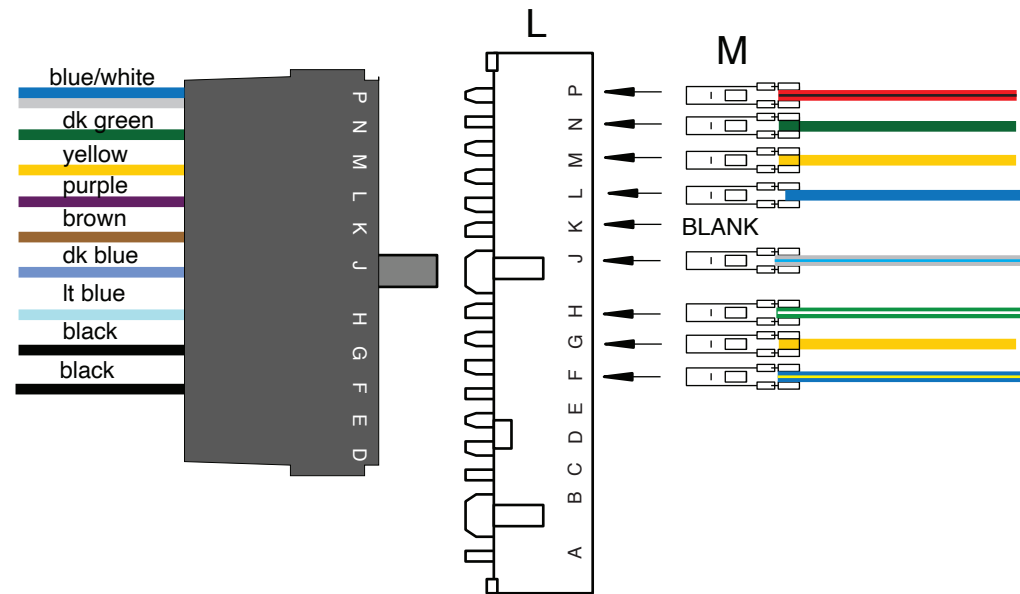 L
M
blue/white
dk green
yellow
purple
brown
dk blue
lt blue
black
black
P
N
M
L
K
J
H
G
F
E
D
P
N
M
L
K
J
H
G
F
E
D
C
B
A
BLANK